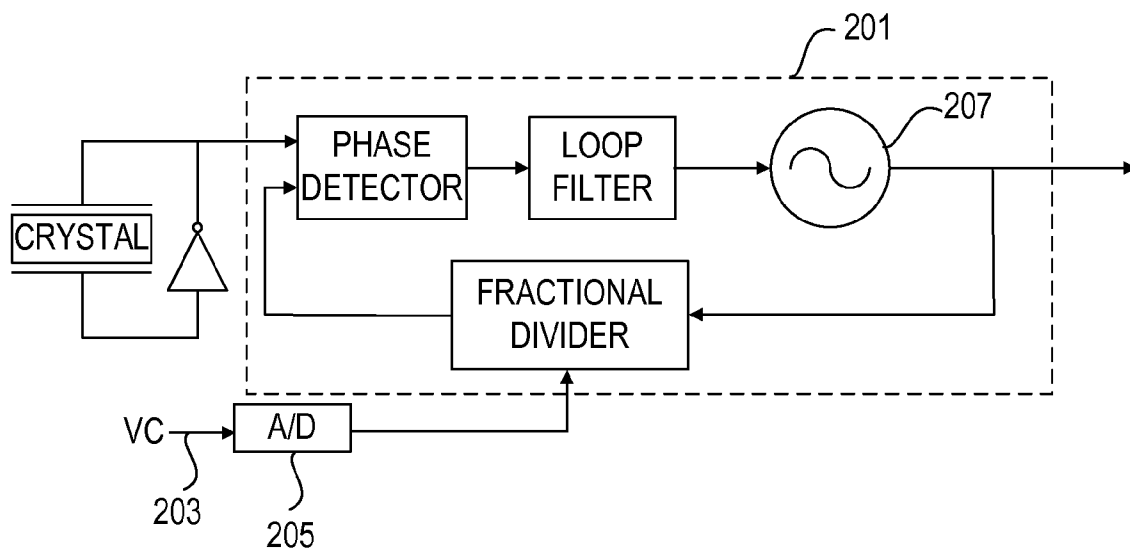 201
207
PHASE
DETECTOR
LOOP
FILTER
CRYSTAL
FRACTIONAL
DIVIDER
VC
A/D
203
205